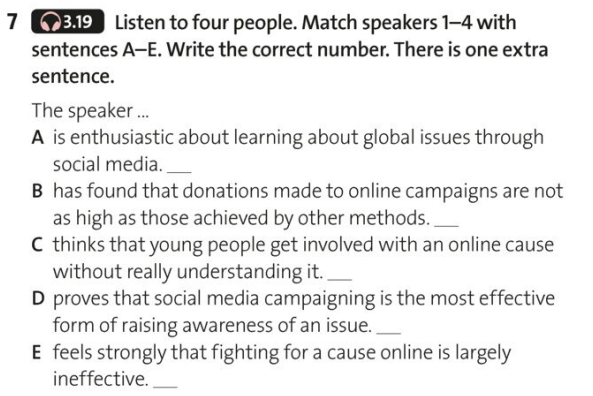 7 3.19 Listen to four people. Match speakers 1–4 with
sentences A–E. Write the correct number. There is one extra
sentence.
The speaker ...
A is enthusiastic about learning about global issues through
social media. ___
B has found that donations made to online campaigns are not
as high as those achieved by other methods. ___
C thinks that young people get involved with an online cause
without really understanding it. ___
D proves that social media campaigning is the most effective
form of raising awareness of an issue. ___
E feels strongly that fighting for a cause online is largely
ineffective. ___